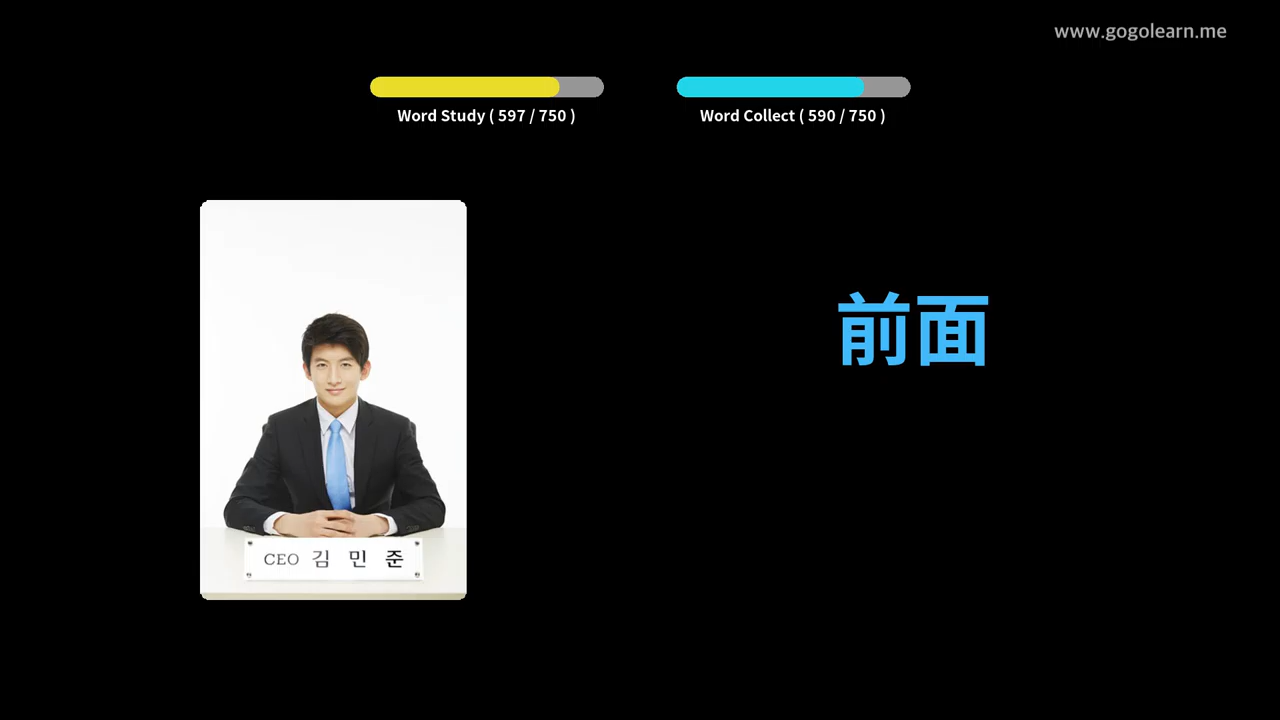 www.gogolearn.me
Word Study ( 597 / 750 )
Word Collect ( 590 / 750 )
前面
CEO 김 민 준